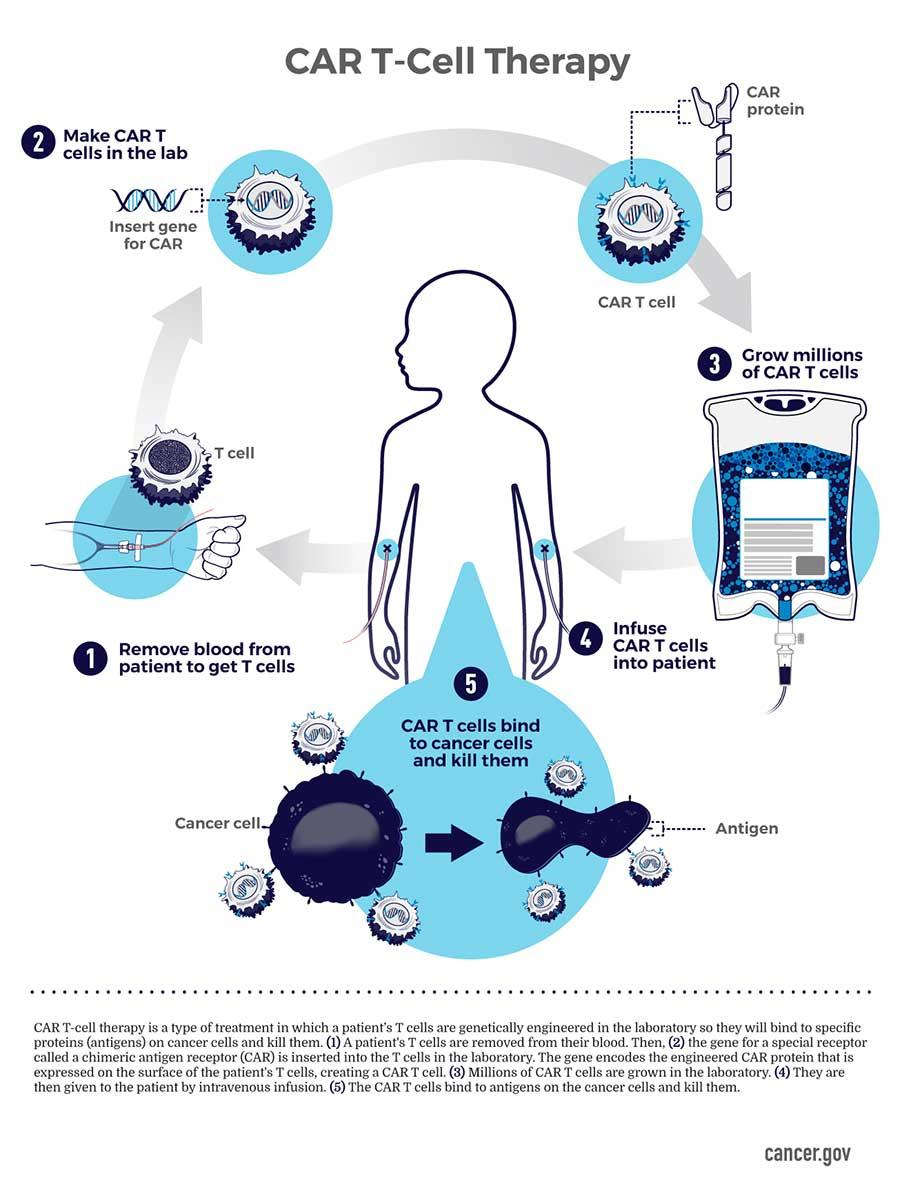 CAR T-Cell Therapy
CAR
protein
2
Make CAR T
cells in the lab
Insert gene
for CAR
CAR T cell
3
Grow millions
of CAR T cells
T cell
1
Remove blood from
patient to get T cells
4
Infuse
CAR T cells
into patient
5
CAR T cells bind
to cancer cells
and kill them
Cancer cell
Antigen
CAR T-cell therapy is a type of treatment in which a patient's T cells are genetically engineered in the laboratory so they will bind to specific
proteins (antigens) on cancer cells and kill them. (1) A patient's T cells are removed from their blood. Then, (2) the gene for a special receptor
called a chimeric antigen receptor (CAR) is inserted into the T cells in the laboratory. The gene encodes the engineered CAR protein that is
expressed on the surface of the patient's T cells, creating a CAR T cell. (3) Millions of CAR T cells are grown in the laboratory. (4) They are
then given to the patient by intravenous infusion. (5) The CAR T cells bind to antigens on the cancer cells and kill them.
cancer.gov